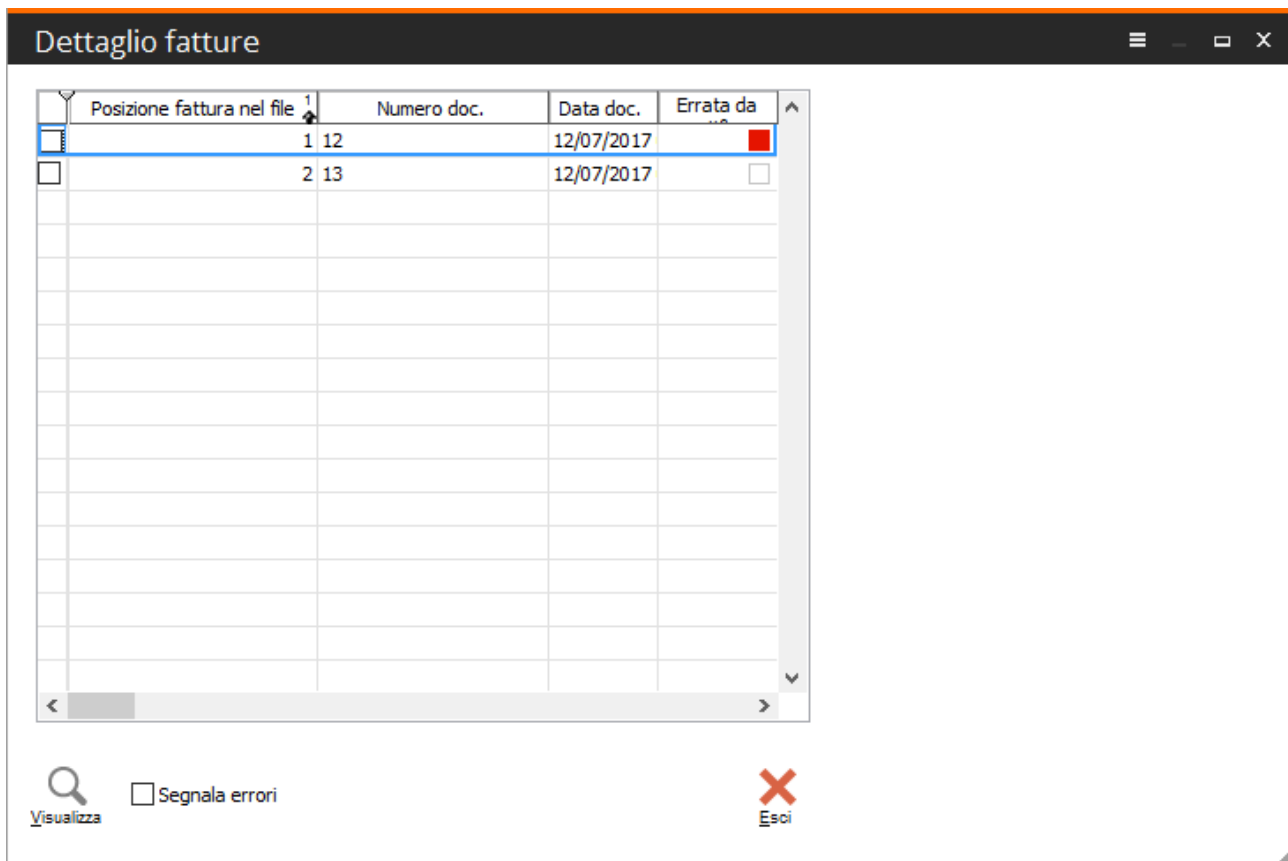 Dettaglio fatture
Posizione fattura nel file 1 Numero doc. Data doc. Errata da
1 12 12/07/2017
2 13 12/07/2017
Segnala errori
Visualizza Esci